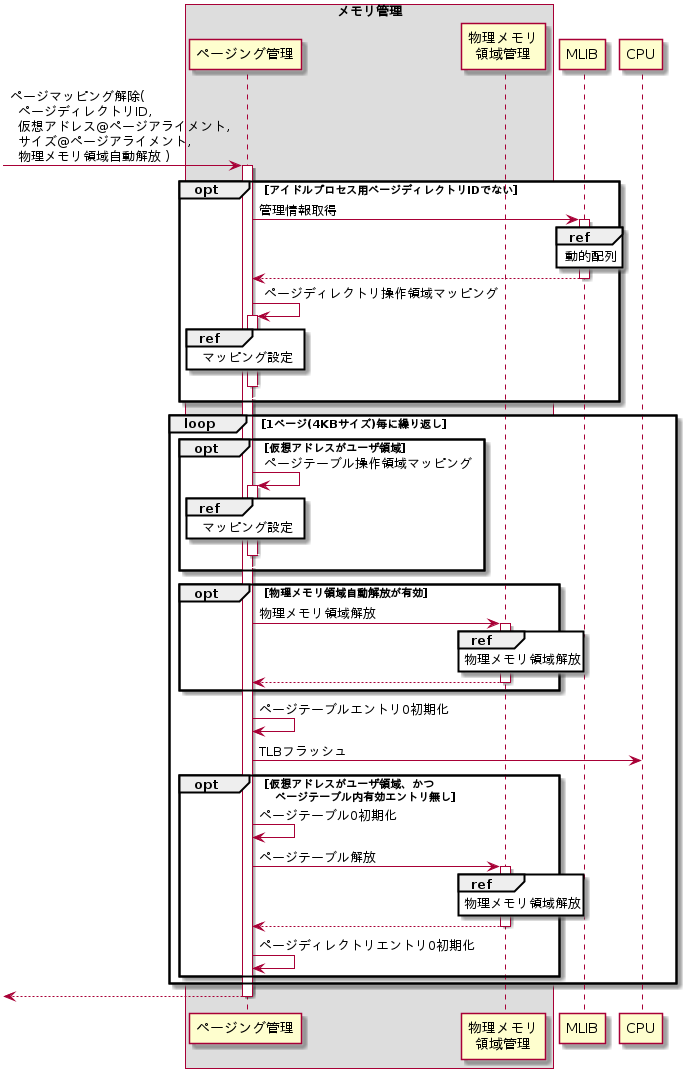 メモリ管理
ページング管理
物理メモリ
領域管理
MLIB
CPU
ページマッピング解除(
ページディレクトリID,
仮想アドレス@ページアライメント,
サイズ@ページアライメント,
物理メモリ領域自動解放 )
opt
[アイドルプロセス用ページディレクトリIDでない]
管理情報取得
ref
動的配列
ページディレクトリ操作領域マッピング
ref
マッピング設定
loop
[1ページ(4KBサイズ)毎に繰り返し]
opt
[仮想アドレスがユーザ領域]
ページテーブル操作領域マッピング
ref
マッピング設定
opt
[物理メモリ領域自動解放が有効]
物理メモリ領域解放
ref
物理メモリ領域解放
ページテーブルエントリ0初期化
TLBフラッシュ
opt
[仮想アドレスがユーザ領域、かつ
ページテーブル内有効エントリ無し]
ページテーブル0初期化
ページテーブル解放
ref
物理メモリ領域解放
ページディレクトリエントリ0初期化
ページング管理
物理メモリ
領域管理
MLIB
CPU